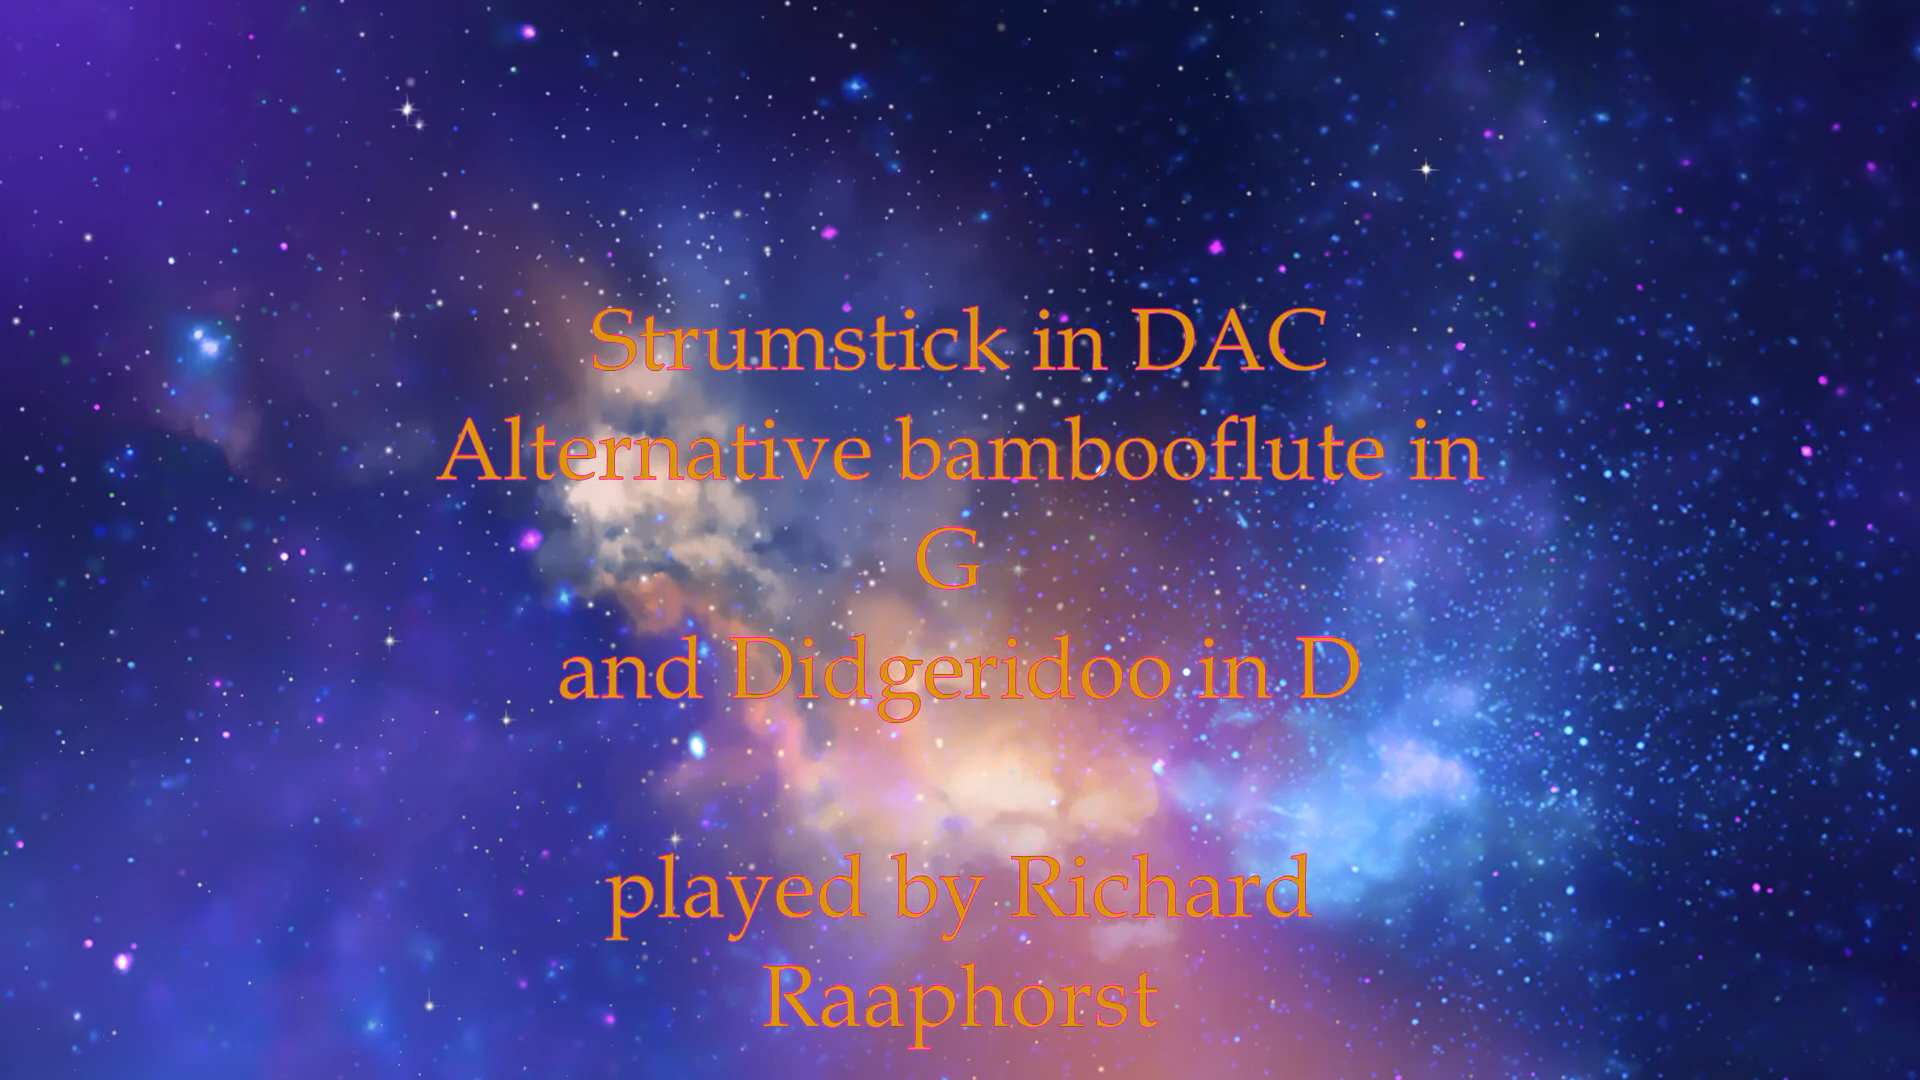 Strumstick in DAC
Alternative bambooflute in
G
and Didgeridoo in D
played by Richard
Raaphorst